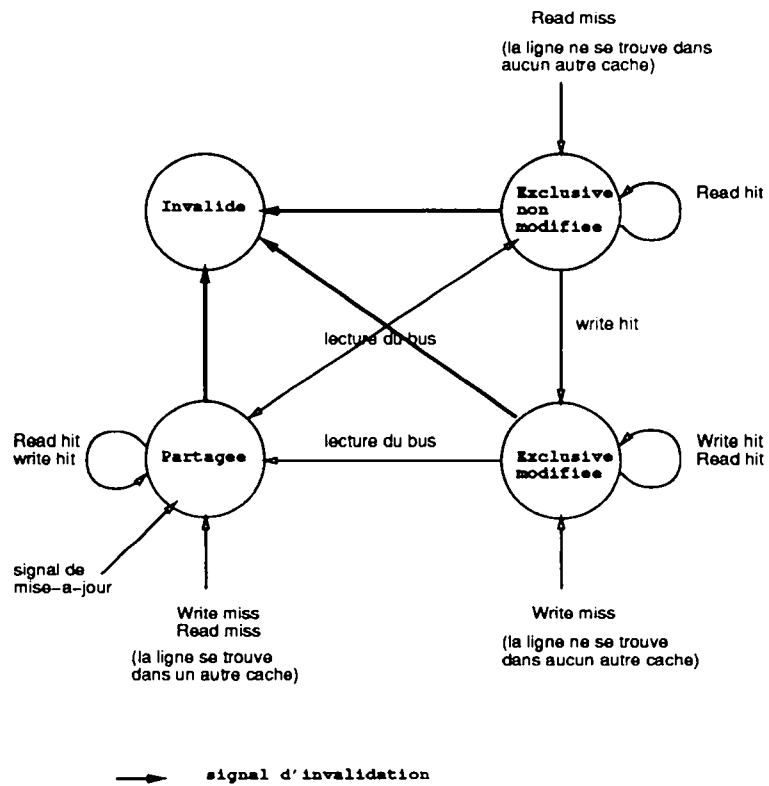 Read miss
(la ligne ne se trouve dans
aucun autre cache)
Invalide
Exclusive
non
modifiee
Read hit
write hit
lecture du bus
Read hit
write hit
Partagee
lecture du bus
Exclusive
modifiee
Write hit
Read hit
signal de
mise-a-jour
Write miss
Read miss
(la ligne se trouve
dans un autre cache)
Write miss
(la ligne ne se trouve
dans aucun autre cache)
signal d'invalidation